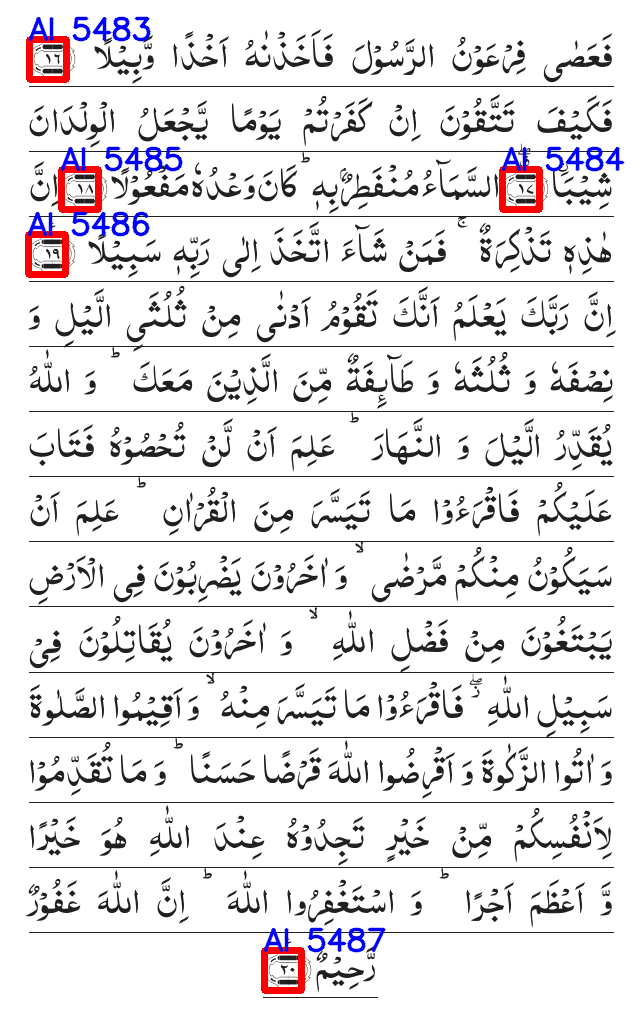 AI 5483
فَعَصٰى فِرْعَوْنُ الرَّسُوْلَ فَاَخَذْنٰهُ اَخْذًا وَّبِيْلًا ١٦
فَكَيْفَ تَتَّقُوْنَ اِنْ كَفَرْتُمْ يَوْمًا يَّجْعَلُ الْوِلْدَانَ
AI 5484
AI 5485
شِيْبَاۨ ١٧ السَّمَآءُ مُنْفَطِرٌۢ بِهٖ ؕ كَانَ وَعْدُهٗ مَفْعُوْلًا ١٨ اِنَّ
AI 5486
هٰذِهٖ تَذْكِرَةٌ ۚ فَمَنْ شَآءَ اتَّخَذَ اِلٰى رَبِّهٖ سَبِيْلًا ١٩
اِنَّ رَبَّكَ يَعْلَمُ اَنَّكَ تَقُوْمُ اَدْنٰى مِنْ ثُلُثَيِ الَّيْلِ وَ
نِصْفَهٗ وَ ثُلُثَهٗ وَ طَآىِٕفَةٌ مِّنَ الَّذِيْنَ مَعَكَ ؕ وَ اللّٰهُ
يُقَدِّرُ الَّيْلَ وَ النَّهَارَ ؕ عَلِمَ اَنْ لَّنْ تُحْصُوْهُ فَتَابَ
عَلَيْكُمْ فَاقْرَءُوْا مَا تَيَسَّرَ مِنَ الْقُرْاٰنِ ؕ عَلِمَ اَنْ
سَيَكُوْنُ مِنْكُمْ مَّرْضٰى ۙ وَ اٰخَرُوْنَ يَضْرِبُوْنَ فِى الْاَرْضِ
يَبْتَغُوْنَ مِنْ فَضْلِ اللّٰهِ ۙ وَ اٰخَرُوْنَ يُقَاتِلُوْنَ فِىْ
سَبِيْلِ اللّٰهِ ۖؗ فَاقْرَءُوْا مَا تَيَسَّرَ مِنْهُ ۙ وَ اَقِيْمُوا الصَّلٰوةَ
وَ اٰتُوا الزَّكٰوةَ وَ اَقْرِضُوا اللّٰهَ قَرْضًا حَسَنًا ؕ وَ مَا تُقَدِّمُوْا
لِاَنْفُسِكُمْ مِّنْ خَيْرٍ تَجِدُوْهُ عِنْدَ اللّٰهِ هُوَ خَيْرًا
وَّ اَعْظَمَ اَجْرًا ؕ وَ اسْتَغْفِرُوا اللّٰهَ ؕ اِنَّ اللّٰهَ غَفُوْرٌ
AI 5487
رَّحِيْمٌ ٢٠